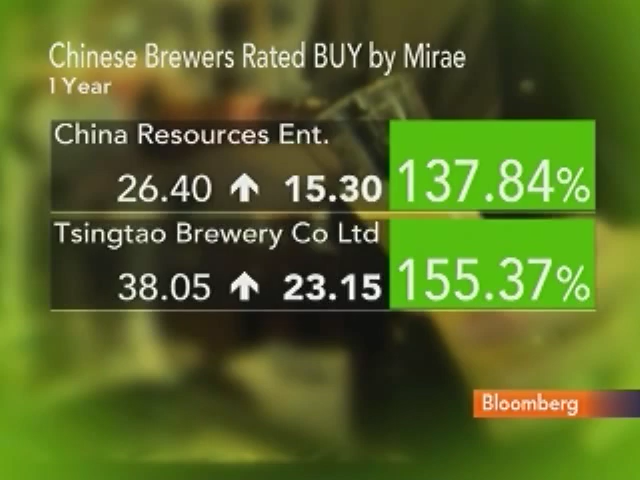 Chinese Brewers Rated BUY by Mirae
1 Year
China Resources Ent.
26.40 ↑ 15.30 137.84%
Tsingtao Brewery Co Ltd
38.05 ↑ 23.15 155.37%
Bloomberg